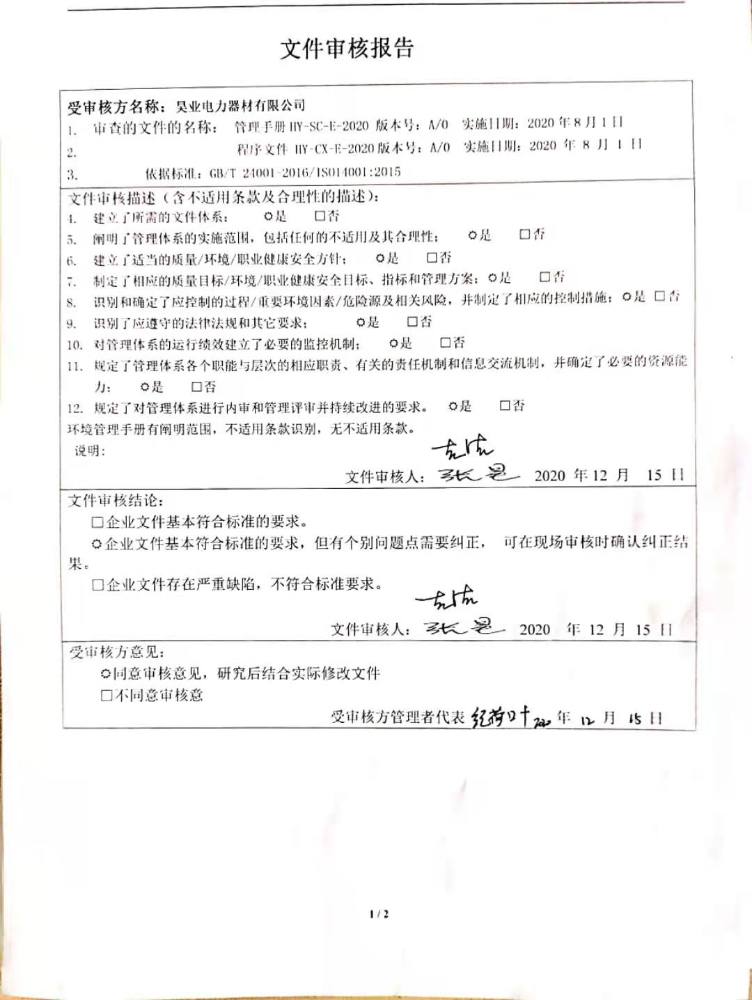 文件审核报告
受审核方名称：昊业电力器材有限公司
1. 审查的文件的名称： 管理手册 HY-SC-E-2020 版本号：A/0 实施日期：2020 年 8 月 1 日
2. 程序文件 HY-CX-E-2020 版本号：A/0 实施日期：2020 年 8 月 1 日
3. 依据标准：GB/T 24001-2016/ISO14001:2015
文件审核描述（含不适用条款及合理性的描述）：
4. 建立了所需的文件体系； ✡是 □否
5. 阐明了管理体系的实施范围，包括任何的不适用及其合理性； ✡是 □否
6. 建立了适当的质量/环境/职业健康安全方针； ✡是 □否
7. 制定了相应的质量目标/环境/职业健康安全目标、指标和管理方案；✡是 □否
8. 识别和确定了应控制的过程/重要环境因素/危险源及相关风险，并制定了相应的控制措施；✡是 □否
9. 识别了应遵守的法律法规和其它要求； ✡是 □否
10. 对管理体系的运行绩效建立了必要的监控机制； ✡是 □否
11. 规定了管理体系各个职能与层次的相应职责、有关的责任机制和信息交流机制，并确定了必要的资源能
力； ✡是 □否
12. 规定了对管理体系进行内审和管理评审并持续改进的要求。 ✡是 □否
环境管理手册有阐明范围，不适用条款识别，无不适用条款。
说明：
文件审核人： 2020 年 12 月 15 日
文件审核结论：
□企业文件基本符合标准的要求。
✡企业文件基本符合标准的要求，但有个别问题点需要纠正， 可在现场审核时确认纠正结
果。
□企业文件存在严重缺陷，不符合标准要求。
文件审核人： 2020 年 12 月 15 日
受审核方意见：
✡同意审核意见，研究后结合实际修改文件
□不同意审核意
受审核方管理者代表 2020 年 12 月 15 日
1 / 2